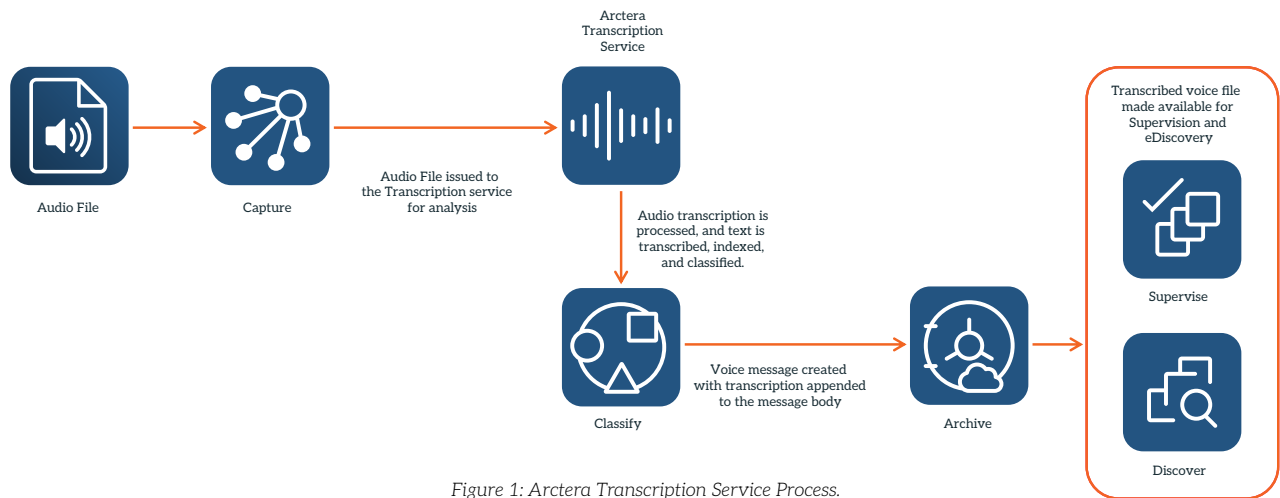 Arctera
Transcription
Service
Audio File
Capture
Audio File issued to
the Transcription service
for analysis
Audio transcription is
processed, and text is
transcribed, indexed,
and classified.
Classify
Voice message created
with transcription appended
to the message body
Archive
Transcribed voice file
made available for
Supervision and
eDiscovery
Supervise
Discover
Figure 1: Arctera Transcription Service Process.